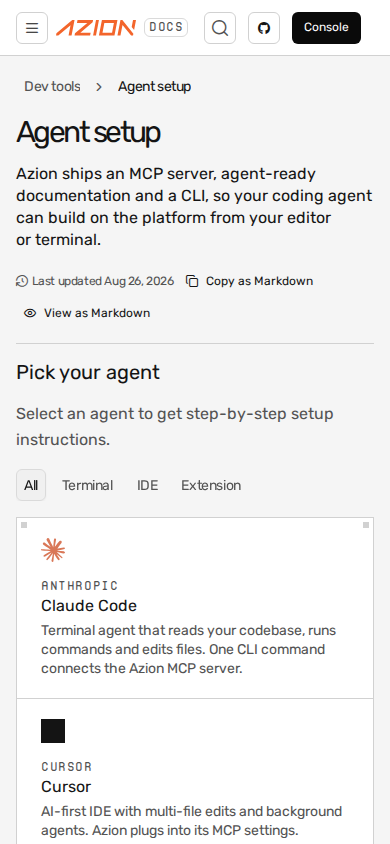 AZION DOCS Console
Dev tools > Agent setup
Agent setup
Azion ships an MCP server, agent-ready
documentation and a CLI, so your coding agent
can build on the platform from your editor
or terminal.
Last updated Aug 26, 2026 Copy as Markdown
View as Markdown
Pick your agent
Select an agent to get step-by-step setup
instructions.
All Terminal IDE Extension
ANTHROPIC
Claude Code
Terminal agent that reads your codebase, runs
commands and edits files. One CLI command
connects the Azion MCP server.
CURSOR
Cursor
AI-first IDE with multi-file edits and background
agents. Azion plugs into its MCP settings.